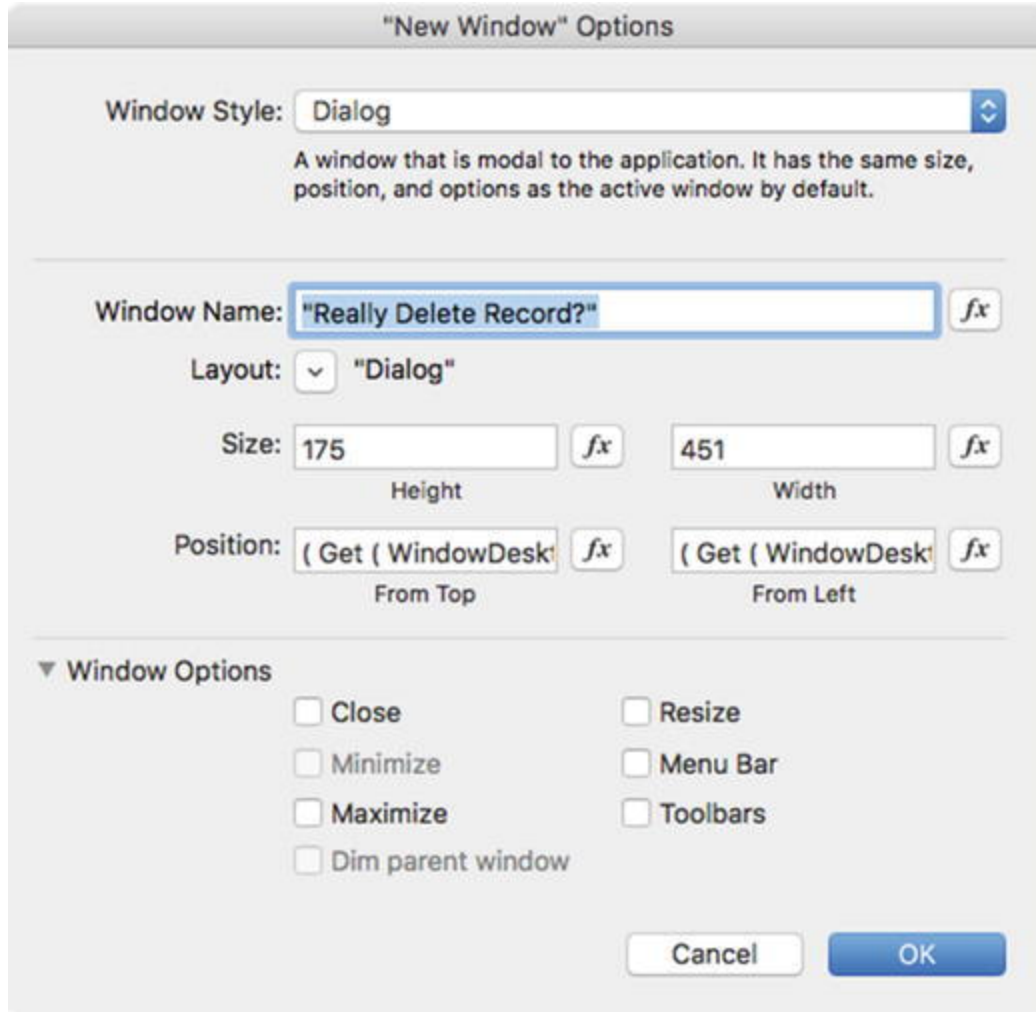 "New Window" Options
Window Style: Dialog
A window that is modal to the application. It has the same size,
position, and options as the active window by default.
Window Name: "Really Delete Record?" fx
Layout: "Dialog"
Size: 175 fx 451 fx
Height Width
Position: ( Get ( WindowDeskt fx ( Get ( WindowDeskt fx
From Top From Left
Window Options
Close Resize
Minimize Menu Bar
Maximize Toolbars
Dim parent window
Cancel OK